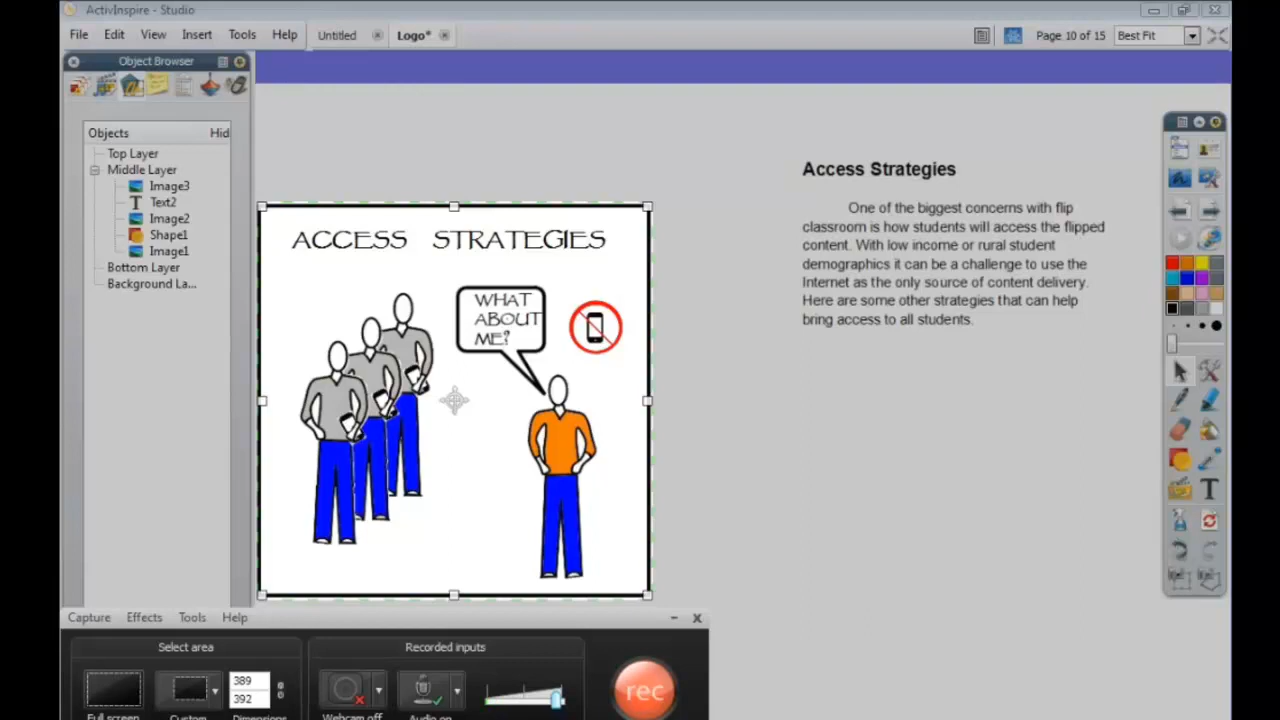 ActivInspire - Studio
File Edit View Insert Tools Help
Untitled
Logo*
Page 10 of 15
Best Fit
Object Browser
Objects
Hid
Top Layer
Middle Layer
Image3
T Text2
Image2
Shape1
Image1
Bottom Layer
Background La...
ACCESS STRATEGIES
WHAT
ABOUT
ME?
Access Strategies
One of the biggest concerns with flip
classroom is how students will access the flipped
content. With low income or rural student
demographics it can be a challenge to use the
Internet as the only source of content delivery.
Here are some other strategies that can help
bring access to all students.
T
Capture Effects Tools Help
Select area
Recorded inputs
389
392
rec
Full screen
Custom
Dimensions
Webcam off
Audio on